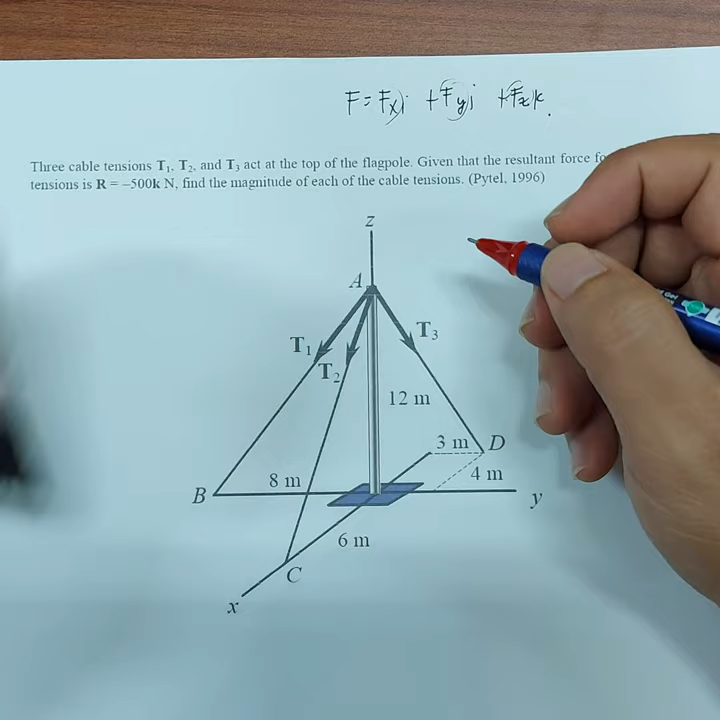 F = Fxi + Fyj + Fzk.
Three cable tensions T1, T2, and T3 act at the top of the flagpole. Given that the resultant force
tensions is R = –500k N, find the magnitude of each of the cable tensions. (Pytel, 1996)
z
A
T1
T3
T2
12 m
3 m D
8 m
4 m
B
y
6 m
C
x